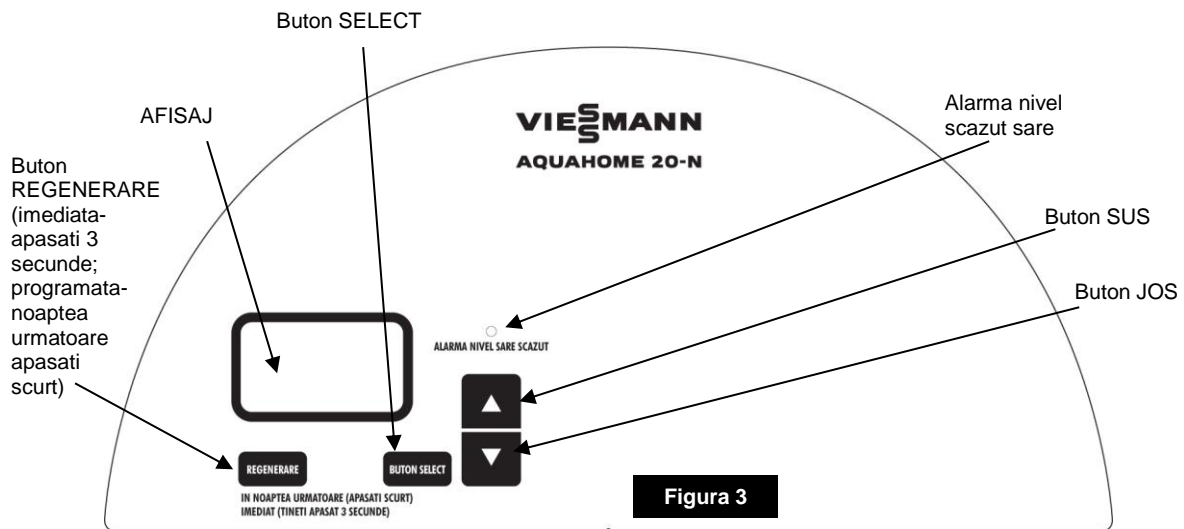 Buton SELECT
AFISAJ
Buton
REGENERARE
(imediata-
apasati 3
secunde;
programata-
noaptea
urmatoare
apasati
scurt)
VIESSMANN
AQUAHOME 20-N
Alarma nivel
scazut sare
Buton SUS
Buton JOS
ALARMA NIVEL SARE SCAZUT
REGENERARE
BUTON SELECT
IN NOAPTEA URMATOARE (APASATI SCURT)
IMEDIAT (TINETI APASAT 3 SECUNDE)
Figura 3